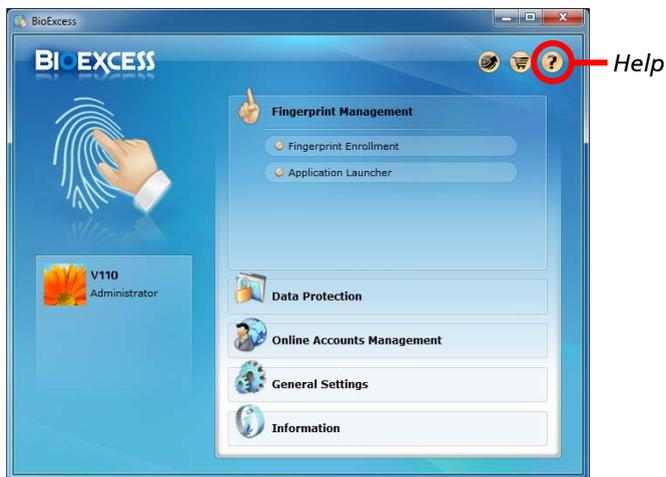 BioExcess
BIOEXCESS
?
Help
Fingerprint Management
Fingerprint Enrollment
Application Launcher
V110
Administrator
Data Protection
Online Accounts Management
General Settings
Information